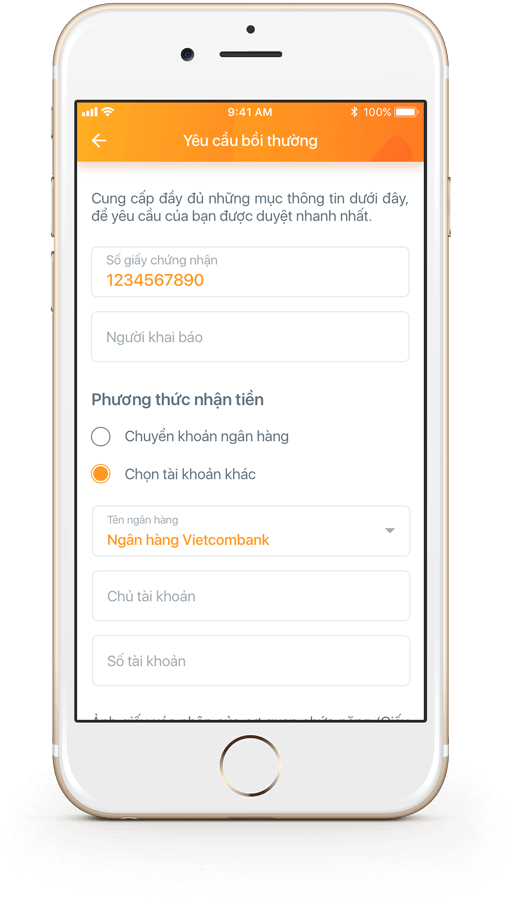 9:41 AM 100%
Yêu cầu bồi thường
Cung cấp đầy đủ những mục thông tin dưới đây,
để yêu cầu của bạn được duyệt nhanh nhất.
Số giấy chứng nhận
1234567890
Người khai báo
Phương thức nhận tiền
Chuyển khoản ngân hàng
Chọn tài khoản khác
Tên ngân hàng
Ngân hàng Vietcombank
Chủ tài khoản
Số tài khoản